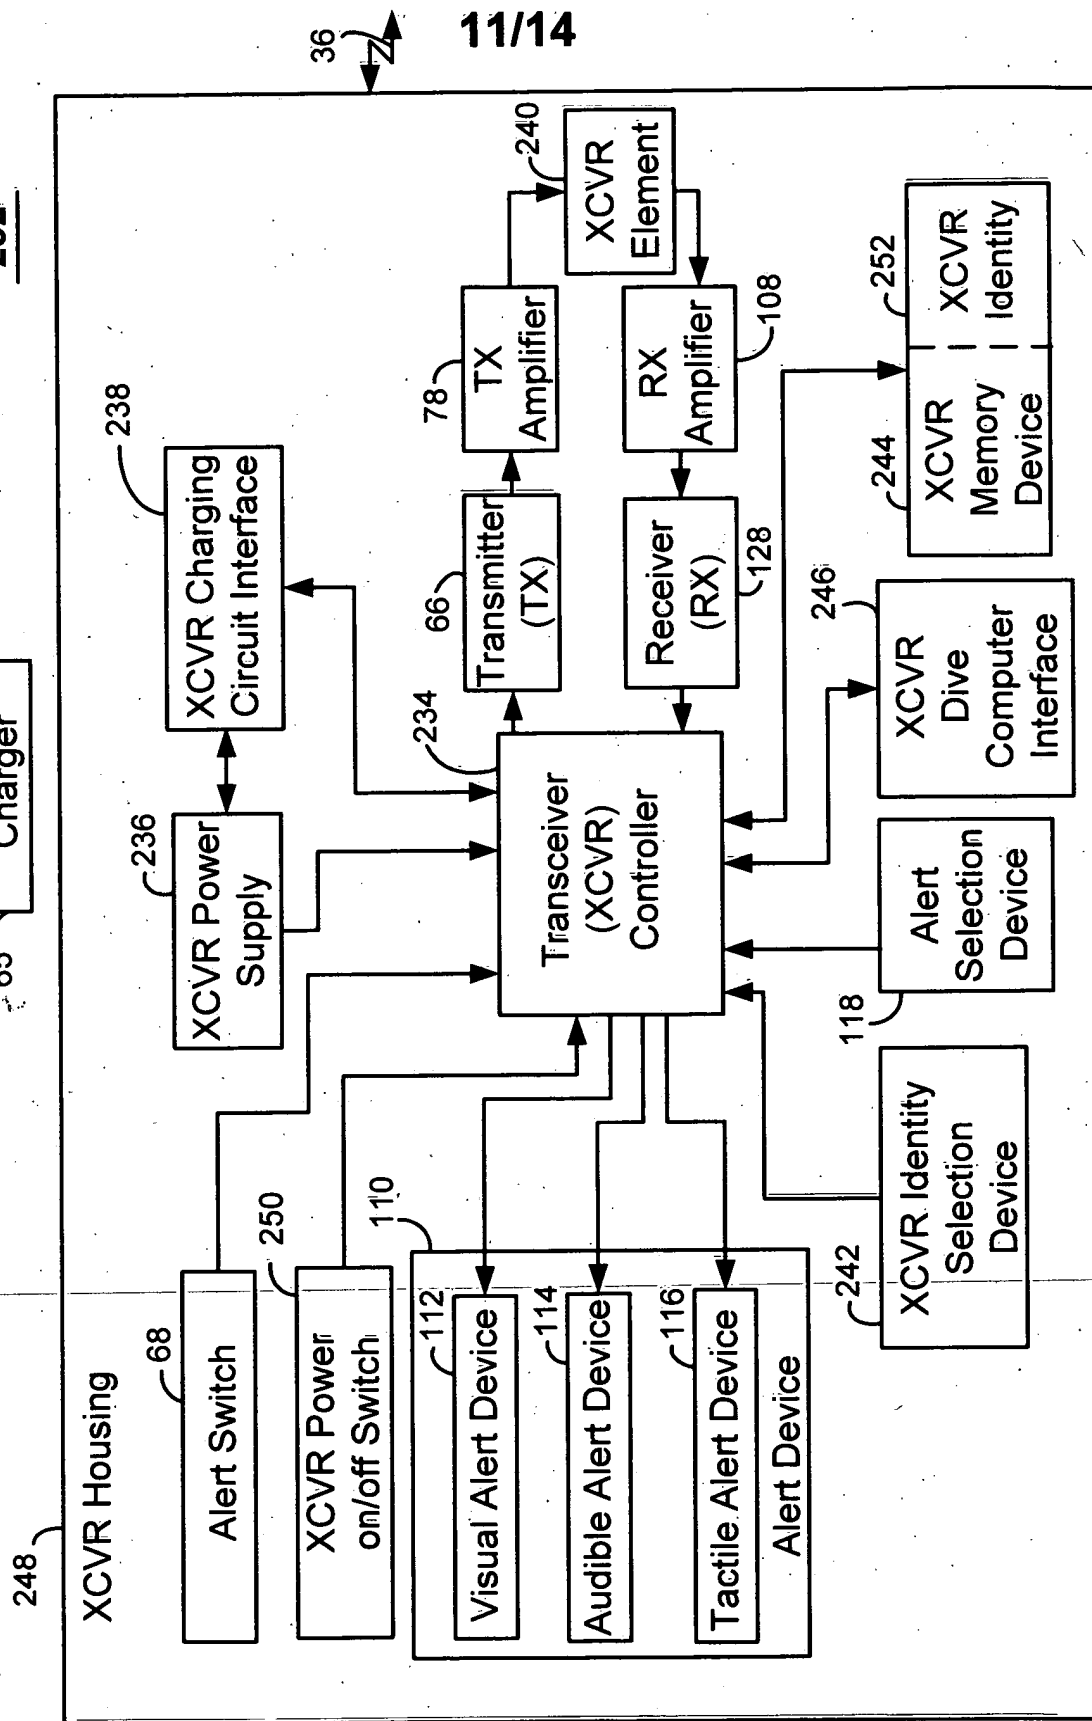 11/14
36
Charger
65
248
XCVR Housing
68
Alert Switch
250
XCVR Power
on/off Switch
110
112
Visual Alert Device
114
Audible Alert Device
116
Tactile Alert Device
Alert Device
236
XCVR Power
Supply
238
XCVR Charging
Circuit Interface
234
Transceiver
(XCVR)
Controller
66
Transmitter
(TX)
78
TX
Amplifier
240
XCVR
Element
RX
Amplifier
108
Receiver
(RX)
128
242
XCVR Identity
Selection
Device
118
Alert
Selection
Device
246
XCVR
Dive
Computer
Interface
244
XCVR
Memory
Device
252
XCVR
Identity